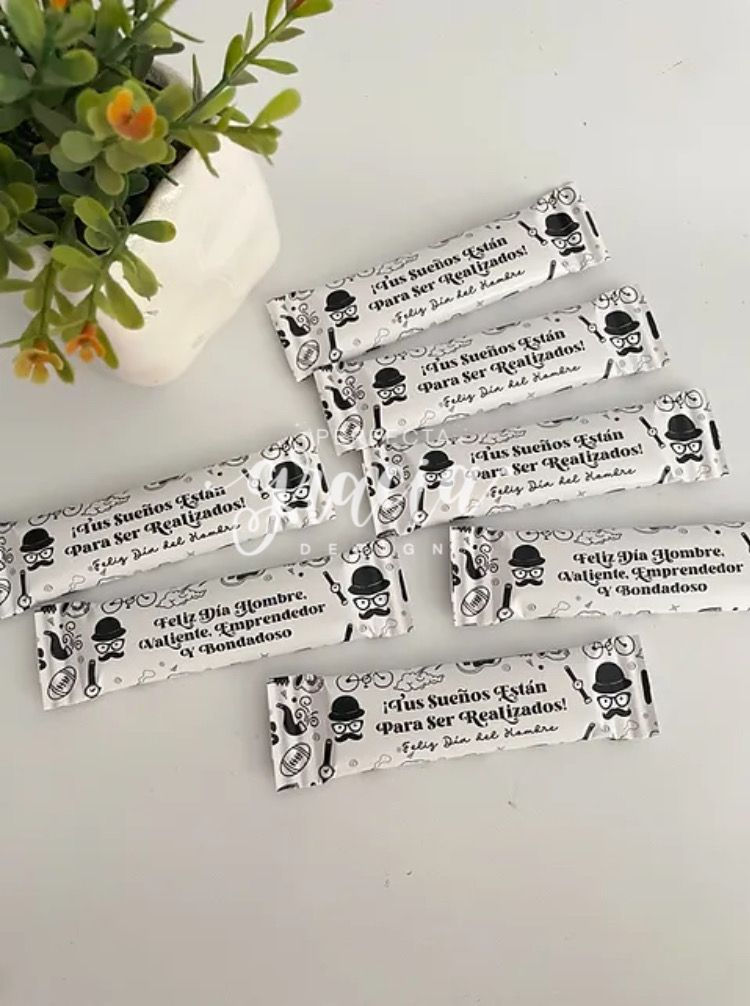 ¡Tus Sueños Están
Para Ser Realizados!
Feliz Día del Hombre
¡Tus Sueños Están
Para Ser Realizados!
Feliz Día del Hombre
¡Tus Sueños Están
Para Ser Realizados!
Feliz Día del Hombre
¡Tus Sueños Están
Para Ser Realizados!
Feliz Día del Hombre
Feliz Día Hombre,
Valiente, Emprendedor
Y Bondadoso
Feliz Día Hombre,
Valiente, Emprendedor
Y Bondadoso
¡Tus Sueños Están
Para Ser Realizados!
Feliz Día del Hombre
DESIGN